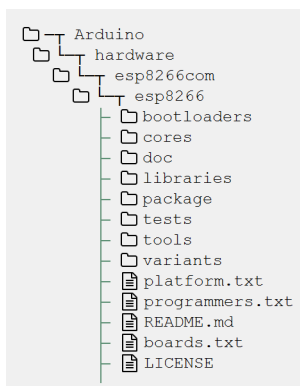 Arduino
hardware
esp8266com
esp8266
bootloaders
cores
doc
libraries
package
tests
tools
variants
platform.txt
programmers.txt
README.md
boards.txt
LICENSE